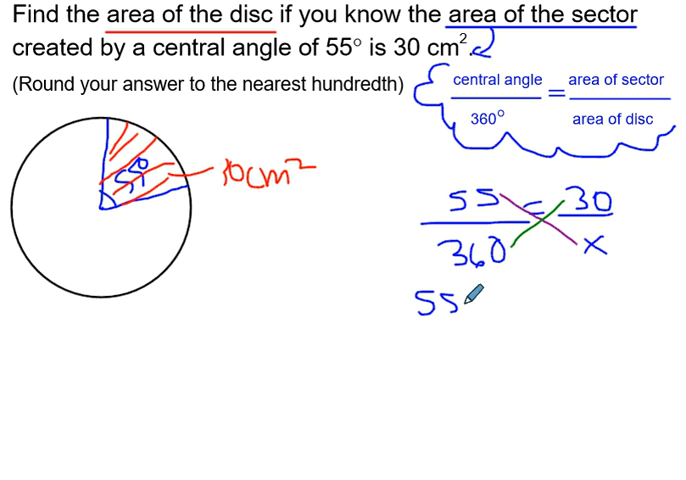 Find the area of the disc if you know the area of the sector
created by a central angle of 55° is 30 cm².
(Round your answer to the nearest hundredth)
central angle = area of sector
360° area of disc
55°
30cm²
55 = 30
360 x
55